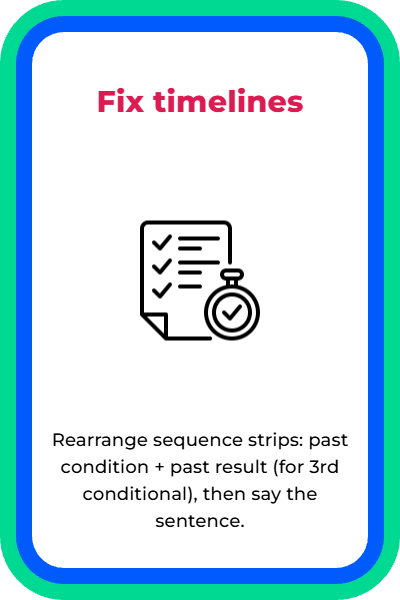 Fix timelines
Rearrange sequence strips: past
condition + past result (for 3rd
conditional), then say the
sentence.